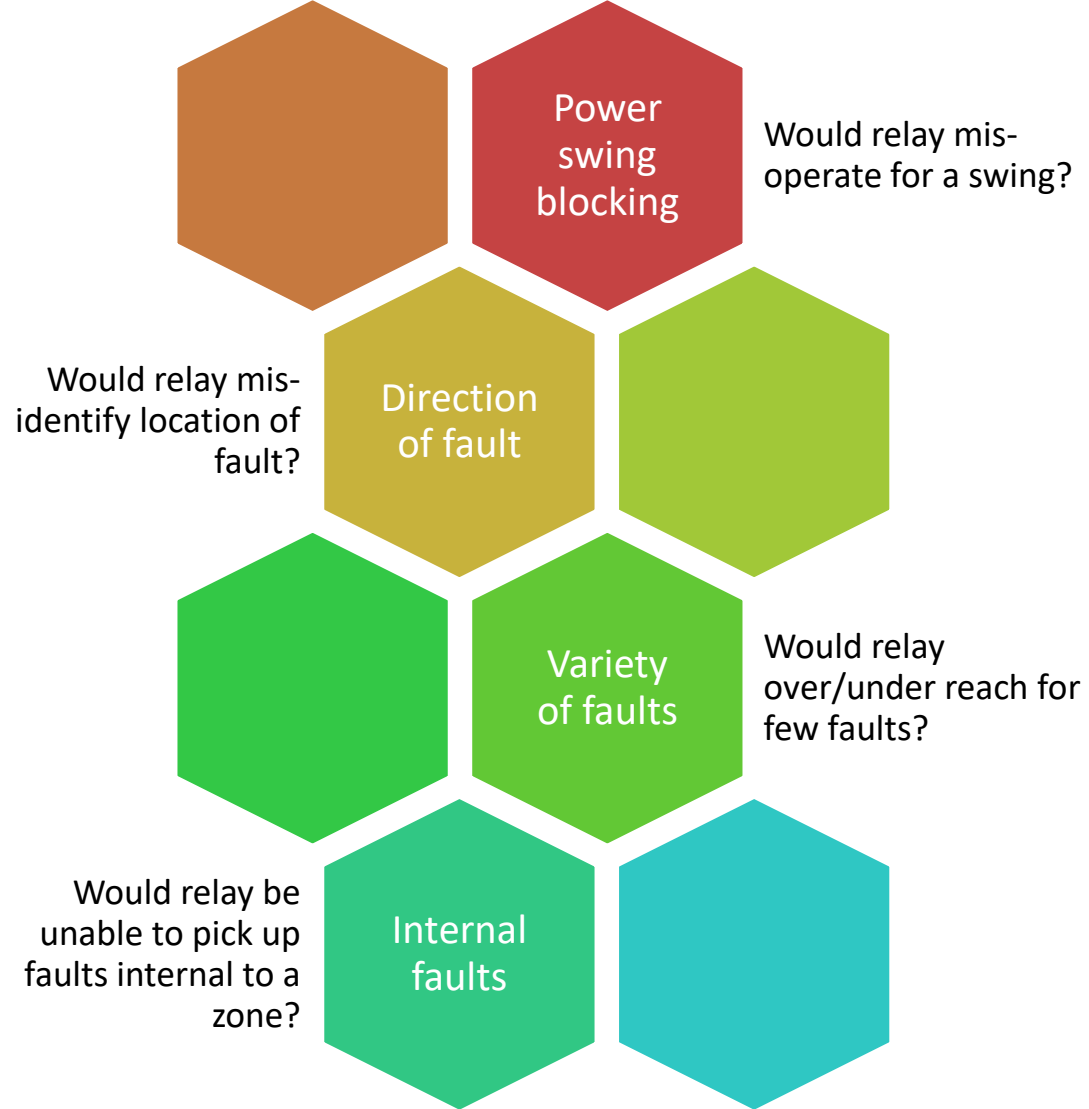 Power
swing
blocking
Would relay mis-
operate for a swing?
Would relay mis-
identify location of
fault?
Direction
of fault
Variety
of faults
Would relay
over/under reach for
few faults?
Would relay be
unable to pick up
faults internal to a
zone?
Internal
faults